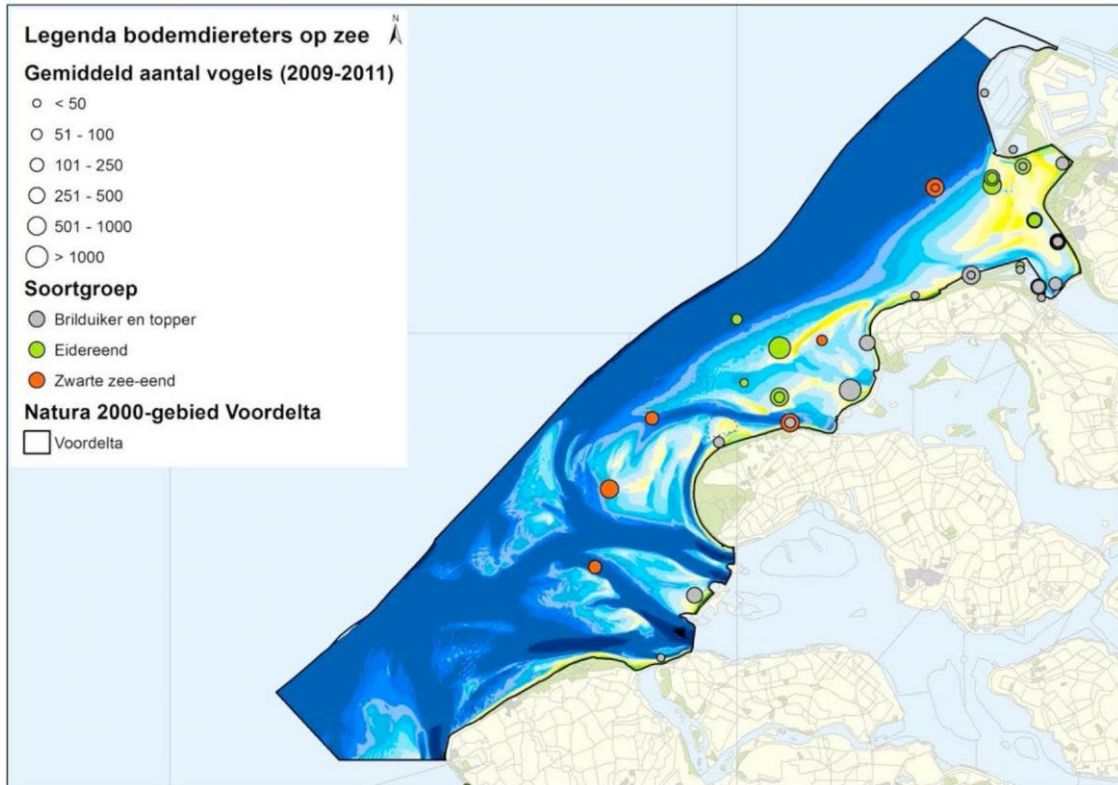 Legenda bodemdiereters op zee
N
Gemiddeld aantal vogels (2009-2011)
< 50
51 - 100
101 - 250
251 - 500
501 - 1000
> 1000
Soortgroep
Brilduiker en topper
Eidereend
Zwarte zee-eend
Natura 2000-gebied Voordelta
Voordelta